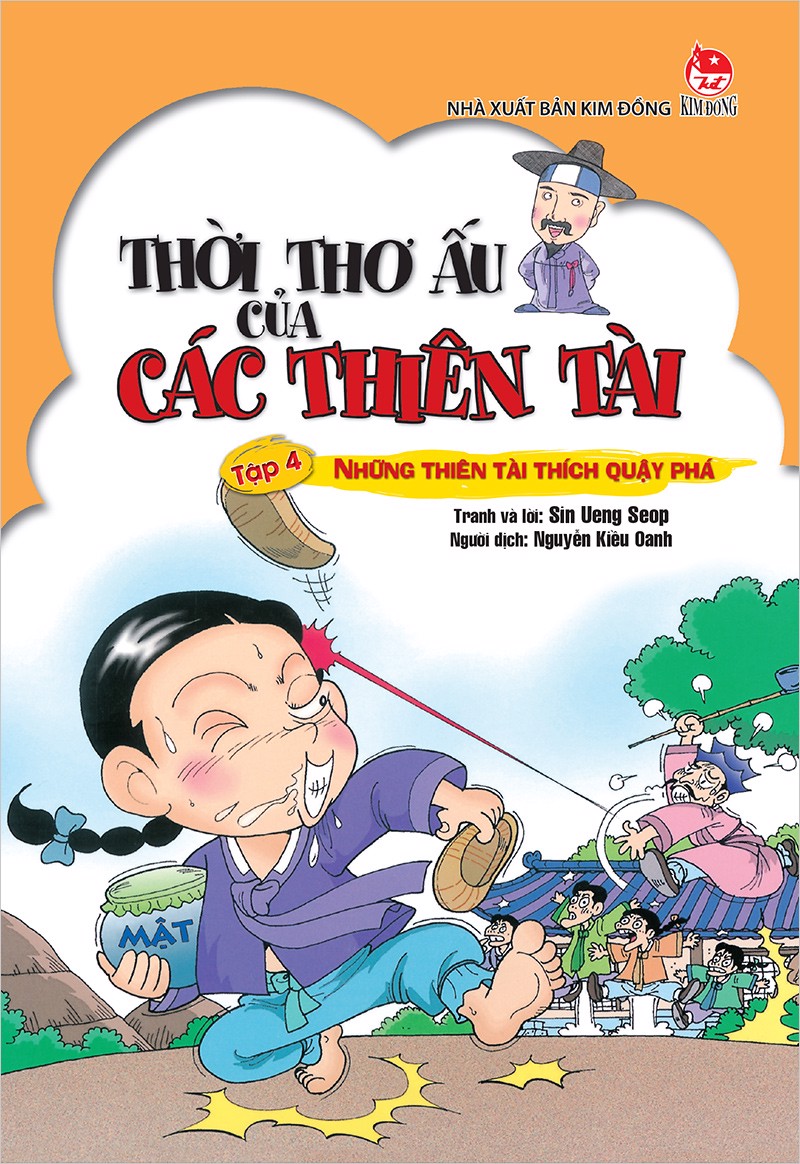 NHÀ XUẤT BẢN KIM ĐỒNG
KIM ĐỒNG
THỜI THƠ ẤU
CỦA
CÁC THIÊN TÀI
Tập 4
NHỮNG THIÊN TÀI THÍCH QUẬY PHÁ
Tranh và lời: Sin Ueng Seop
Người dịch: Nguyễn Kiều Oanh
MẬT